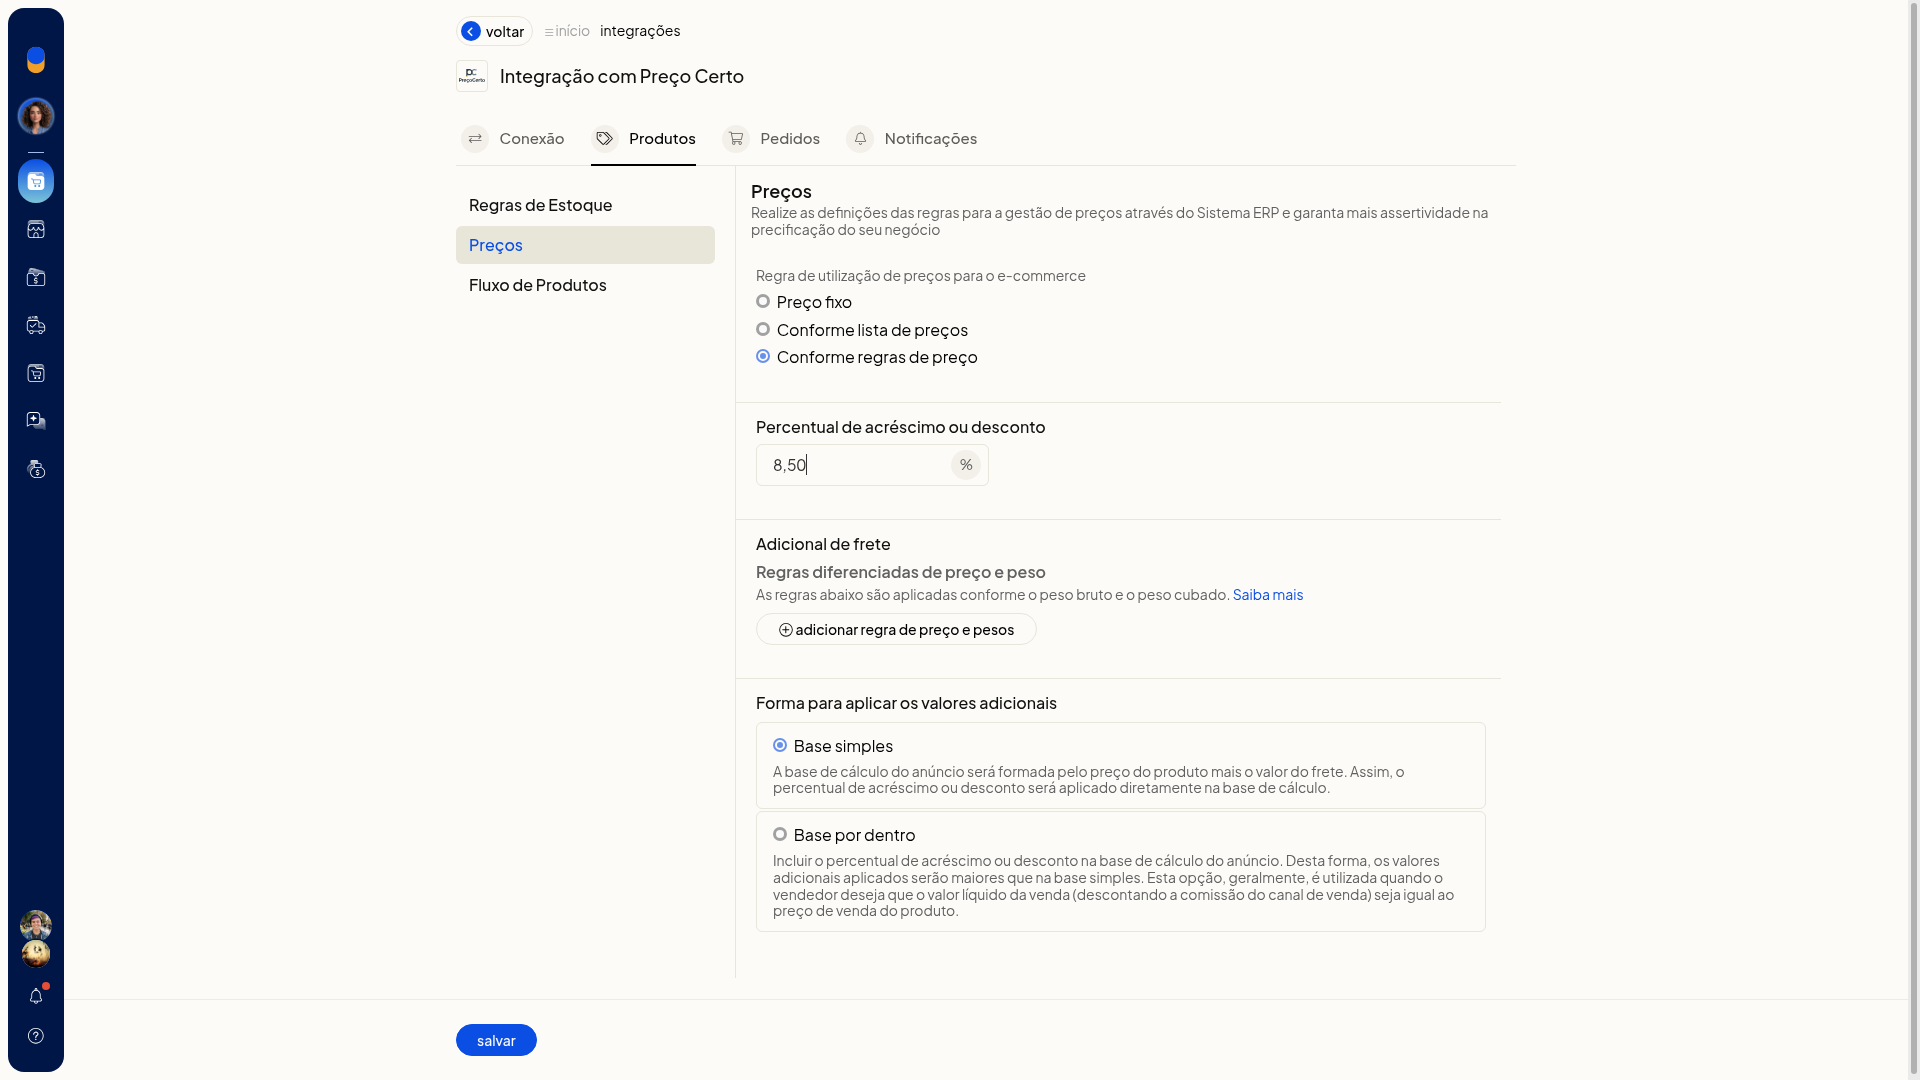 voltar
início
integrações
PC
PreçoCerto
Integração com Preço Certo
Conexão
Produtos
Pedidos
Notificações
Regras de Estoque
Preços
Fluxo de Produtos
Preços
Realize as definições das regras para a gestão de preços através do Sistema ERP e garanta mais assertividade na
precificação do seu negócio
Regra de utilização de preços para o e-commerce
Preço fixo
Conforme lista de preços
Conforme regras de preço
Percentual de acréscimo ou desconto
8,50
%
Adicional de frete
Regras diferenciadas de preço e peso
As regras abaixo são aplicadas conforme o peso bruto e o peso cubado. Saiba mais
adicionar regra de preço e pesos
Forma para aplicar os valores adicionais
Base simples
A base de cálculo do anúncio será formada pelo preço do produto mais o valor do frete. Assim, o
percentual de acréscimo ou desconto será aplicado diretamente na base de cálculo.
Base por dentro
Incluir o percentual de acréscimo ou desconto na base de cálculo do anúncio. Desta forma, os valores
adicionais aplicados serão maiores que na base simples. Esta opção, geralmente, é utilizada quando o
vendedor deseja que o valor líquido da venda (descontando a comissão do canal de venda) seja igual ao
preço de venda do produto.
salvar